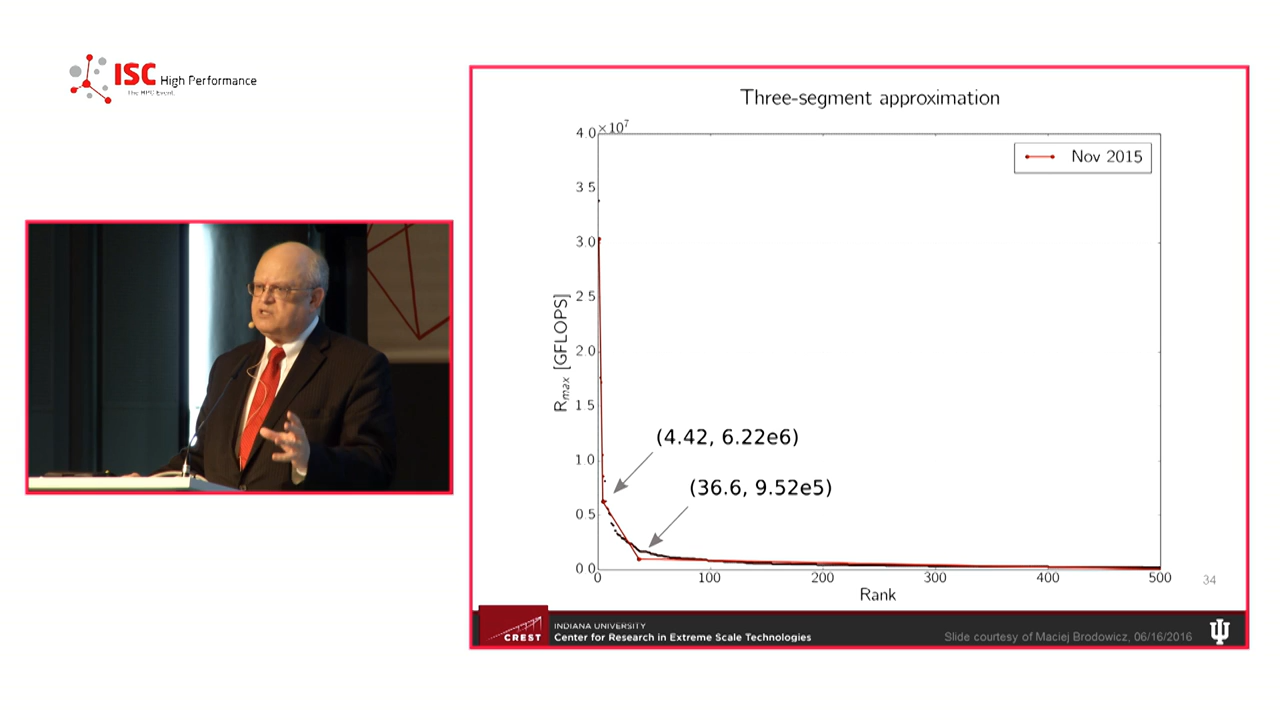 ISC High Performance
The HPC Event.
Three-segment approximation
4.0×10⁷
3.5
3.0
2.5
2.0
1.5
1.0
0.5
0.0
Rmax [GFLOPS]
Nov 2015
(4.42, 6.22e6)
(36.6, 9.52e5)
0 100 200 300 400 500
Rank
34
CREST
INDIANA UNIVERSITY
Center for Research in Extreme Scale Technologies
Slide courtesy of Maciej Brodowicz, 06/16/2016